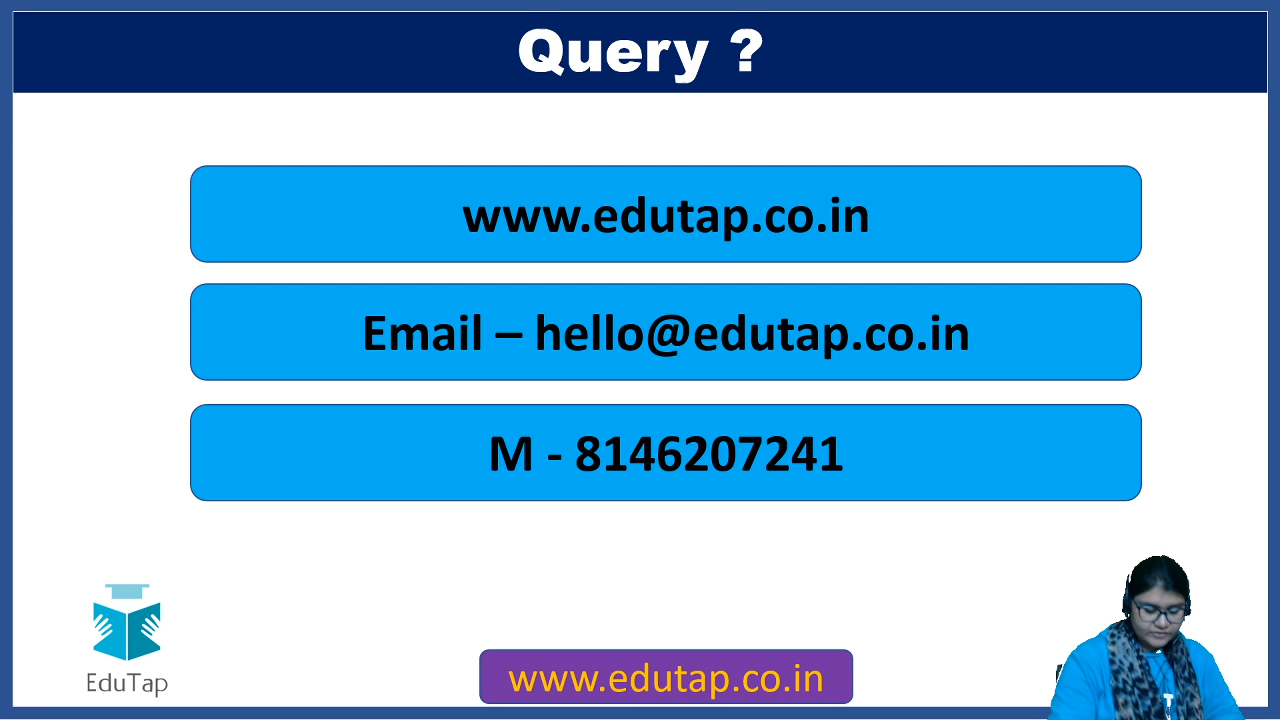 Query ?
www.edutap.co.in
Email – hello@edutap.co.in
M - 8146207241
EduTap
www.edutap.co.in